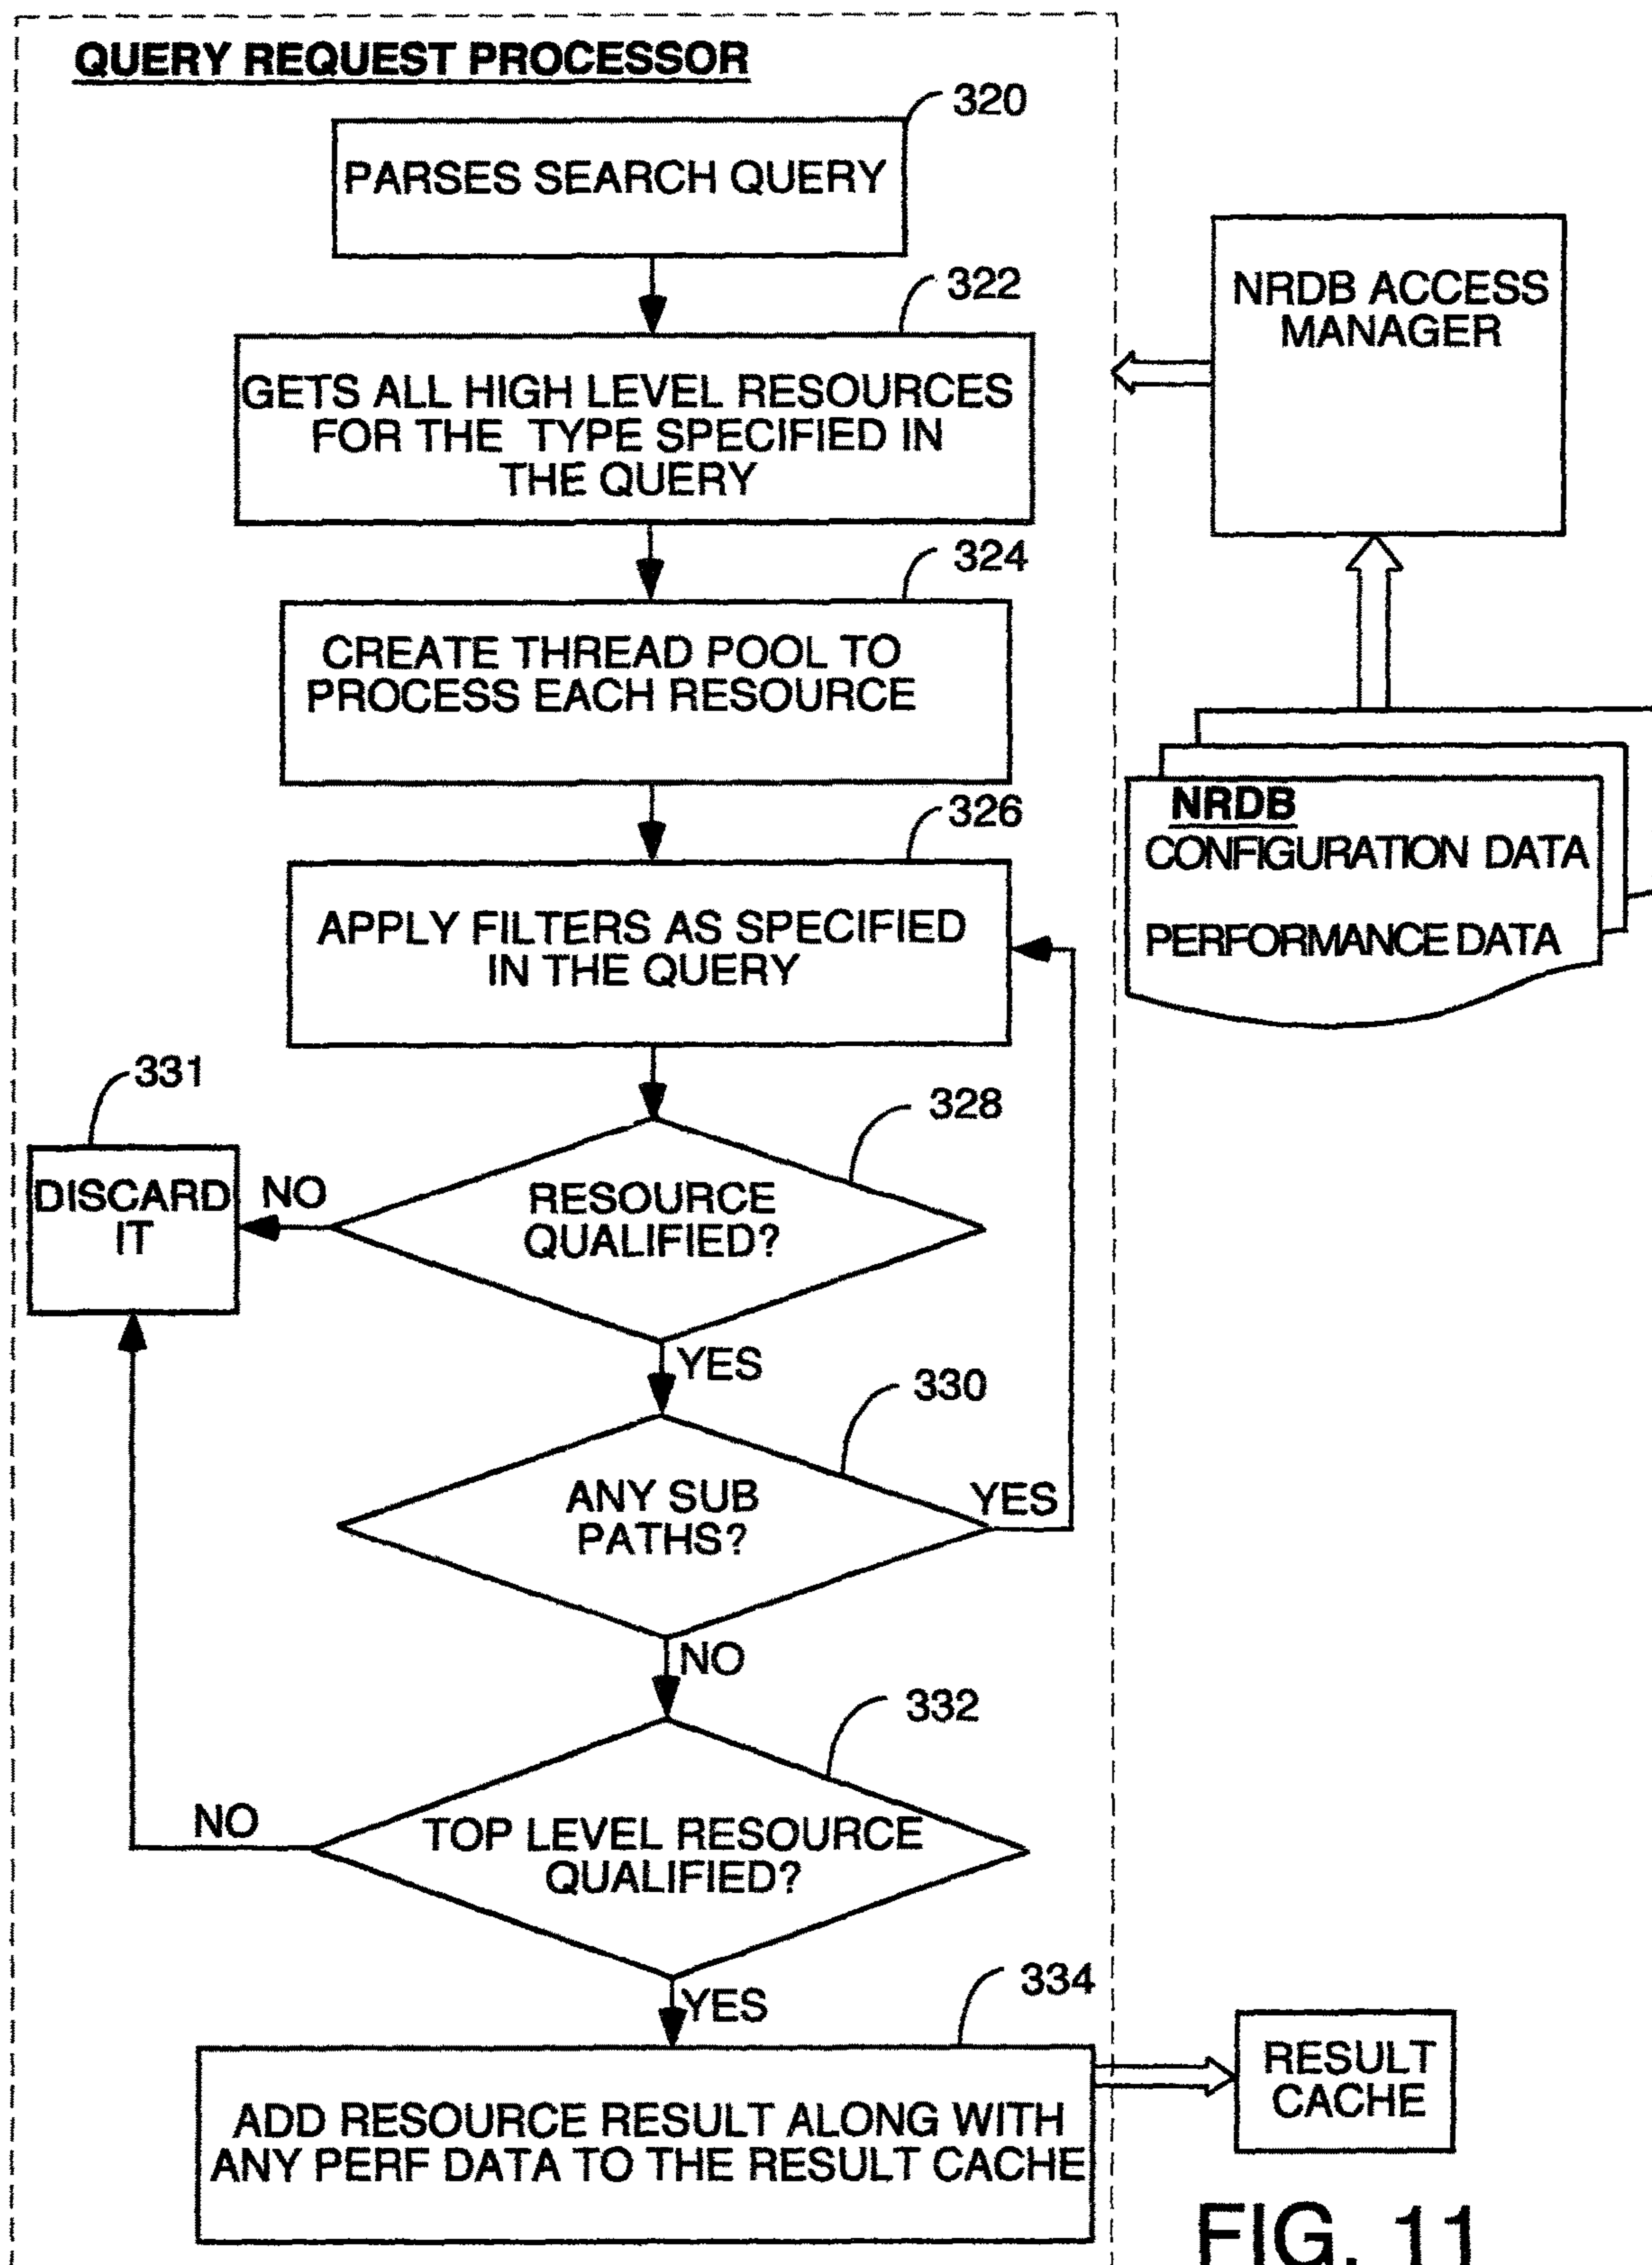 QUERY REQUEST PROCESSOR
320
PARSES SEARCH QUERY
322
GETS ALL HIGH LEVEL RESOURCES
FOR THE TYPE SPECIFIED IN
THE QUERY
NRDB ACCESS
MANAGER
324
CREATE THREAD POOL TO
PROCESS EACH RESOURCE
326
NRDB
CONFIGURATION DATA
PERFORMANCE DATA
APPLY FILTERS AS SPECIFIED
IN THE QUERY
331
328
DISCARD
IT
NO
RESOURCE
QUALIFIED?
YES
330
ANY SUB
PATHS?
YES
NO
332
NO
TOP LEVEL RESOURCE
QUALIFIED?
YES
334
ADD RESOURCE RESULT ALONG WITH
ANY PERF DATA TO THE RESULT CACHE
RESULT
CACHE
FIG. 11